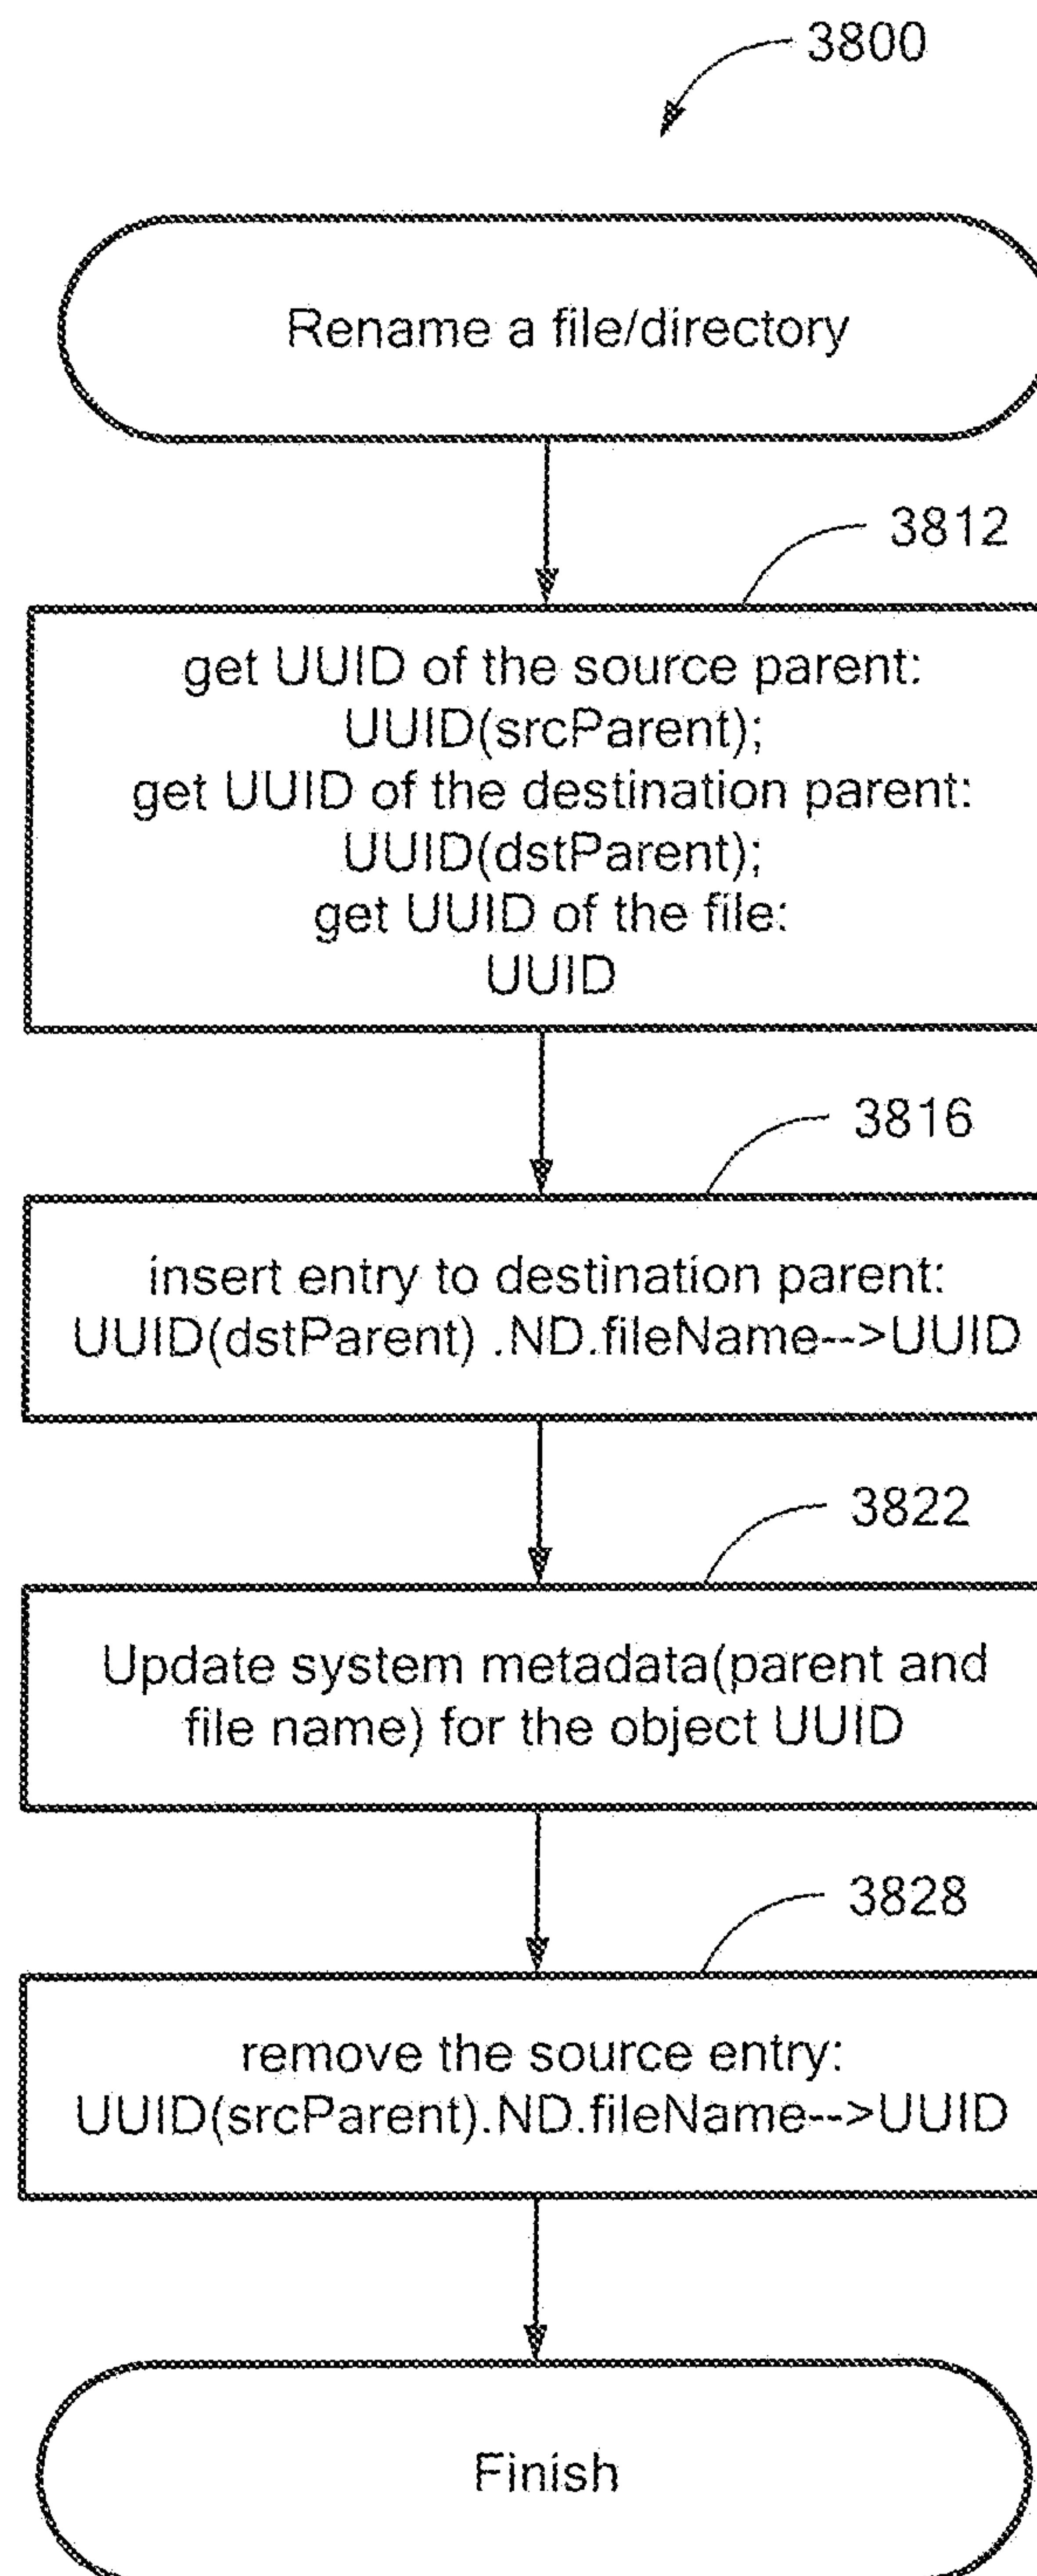 3800
Rename a file/directory
3812
get UUID of the source parent:
UUID(srcParent);
get UUID of the destination parent:
UUID(dstParent);
get UUID of the file:
UUID
3816
insert entry to destination parent:
UUID(dstParent) .ND.fileName-->UUID
3822
Update system metadata(parent and
file name) for the object UUID
3828
remove the source entry:
UUID(srcParent).ND.fileName-->UUID
Finish